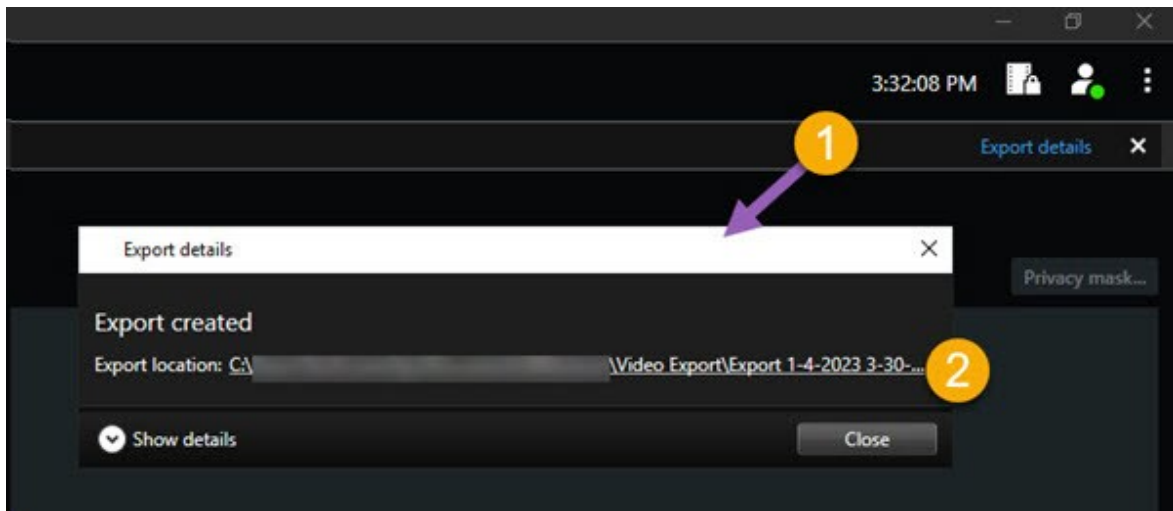 3:32:08 PM
1
Export details
Export details
Privacy mask...
Export created
Export location: C:\ \Video Export\Export 1-4-2023 3-30-...
2
Show details
Close